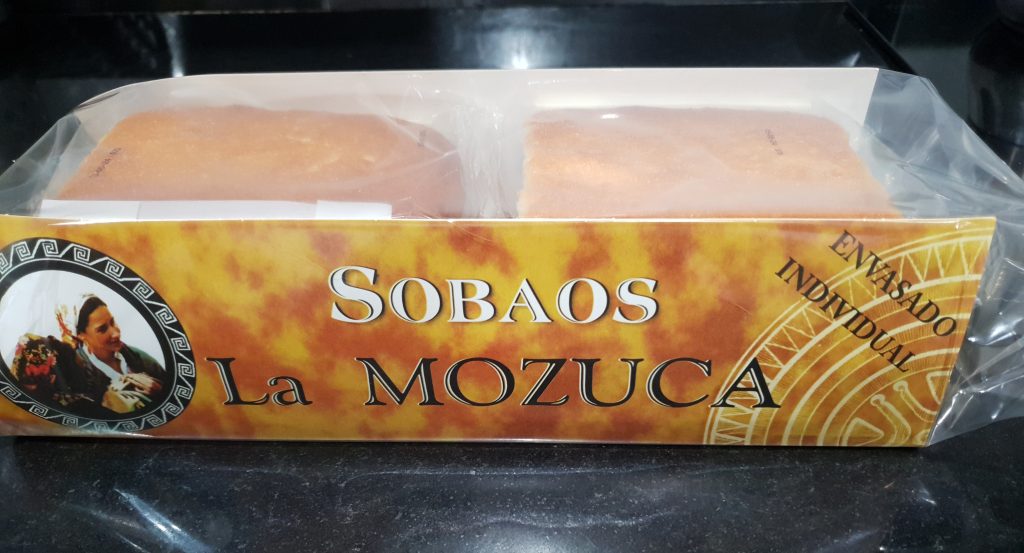 SOBAOS
La MOZUCA
ENVASADO
INDIVIDUAL